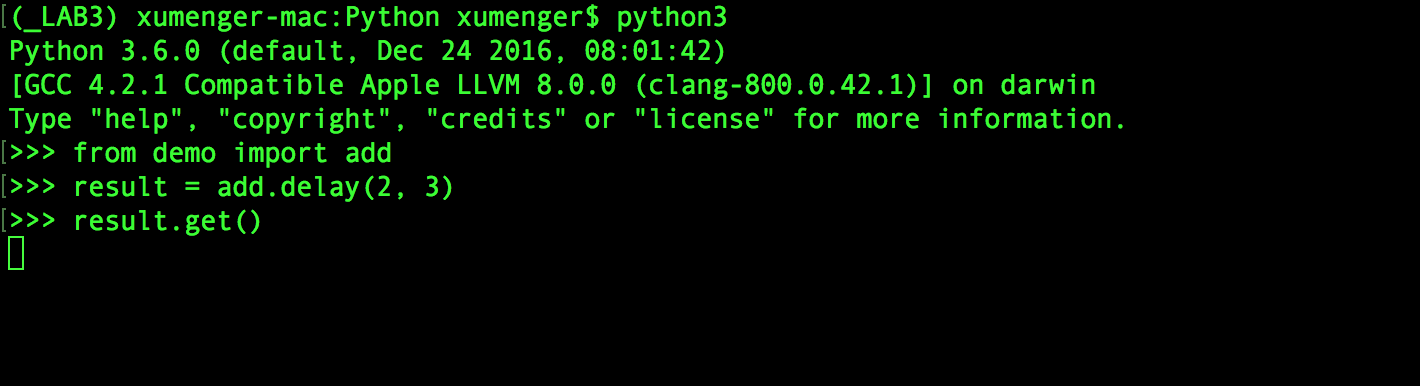 [(_LAB3) xumenger-mac:Python xumenger$ python3
Python 3.6.0 (default, Dec 24 2016, 08:01:42)
[GCC 4.2.1 Compatible Apple LLVM 8.0.0 (clang-800.0.42.1)] on darwin
Type "help", "copyright", "credits" or "license" for more information.
[>>> from demo import add
[>>> result = add.delay(2, 3)
[>>> result.get()